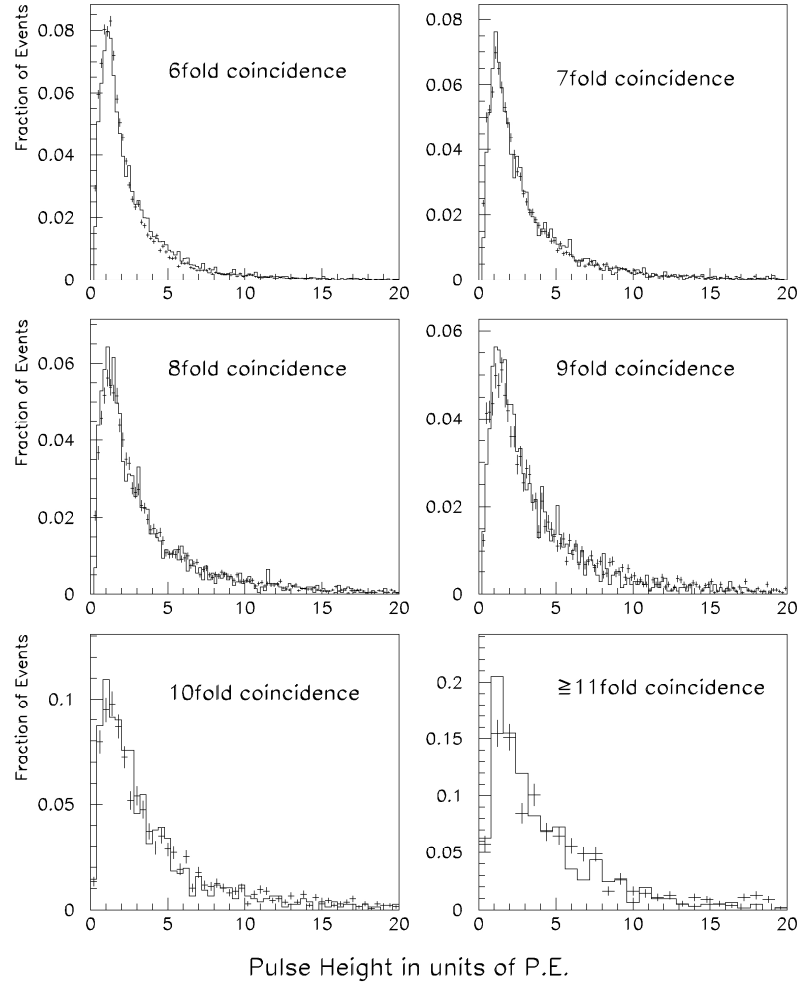 Fraction of Events
0.08
0.06
0.04
0.02
0
6fold coincidence
0 5 10 15 20
0.08
0.06
0.04
0.02
0
7fold coincidence
0 5 10 15 20
Fraction of Events
0.06
0.04
0.02
0
8fold coincidence
0 5 10 15 20
0.06
0.04
0.02
0
9fold coincidence
0 5 10 15 20
Fraction of Events
0.1
0.05
0
10fold coincidence
0 5 10 15 20
0.2
0.15
0.1
0.05
0
≧11fold coincidence
0 5 10 15 20
Pulse Height in units of P.E.